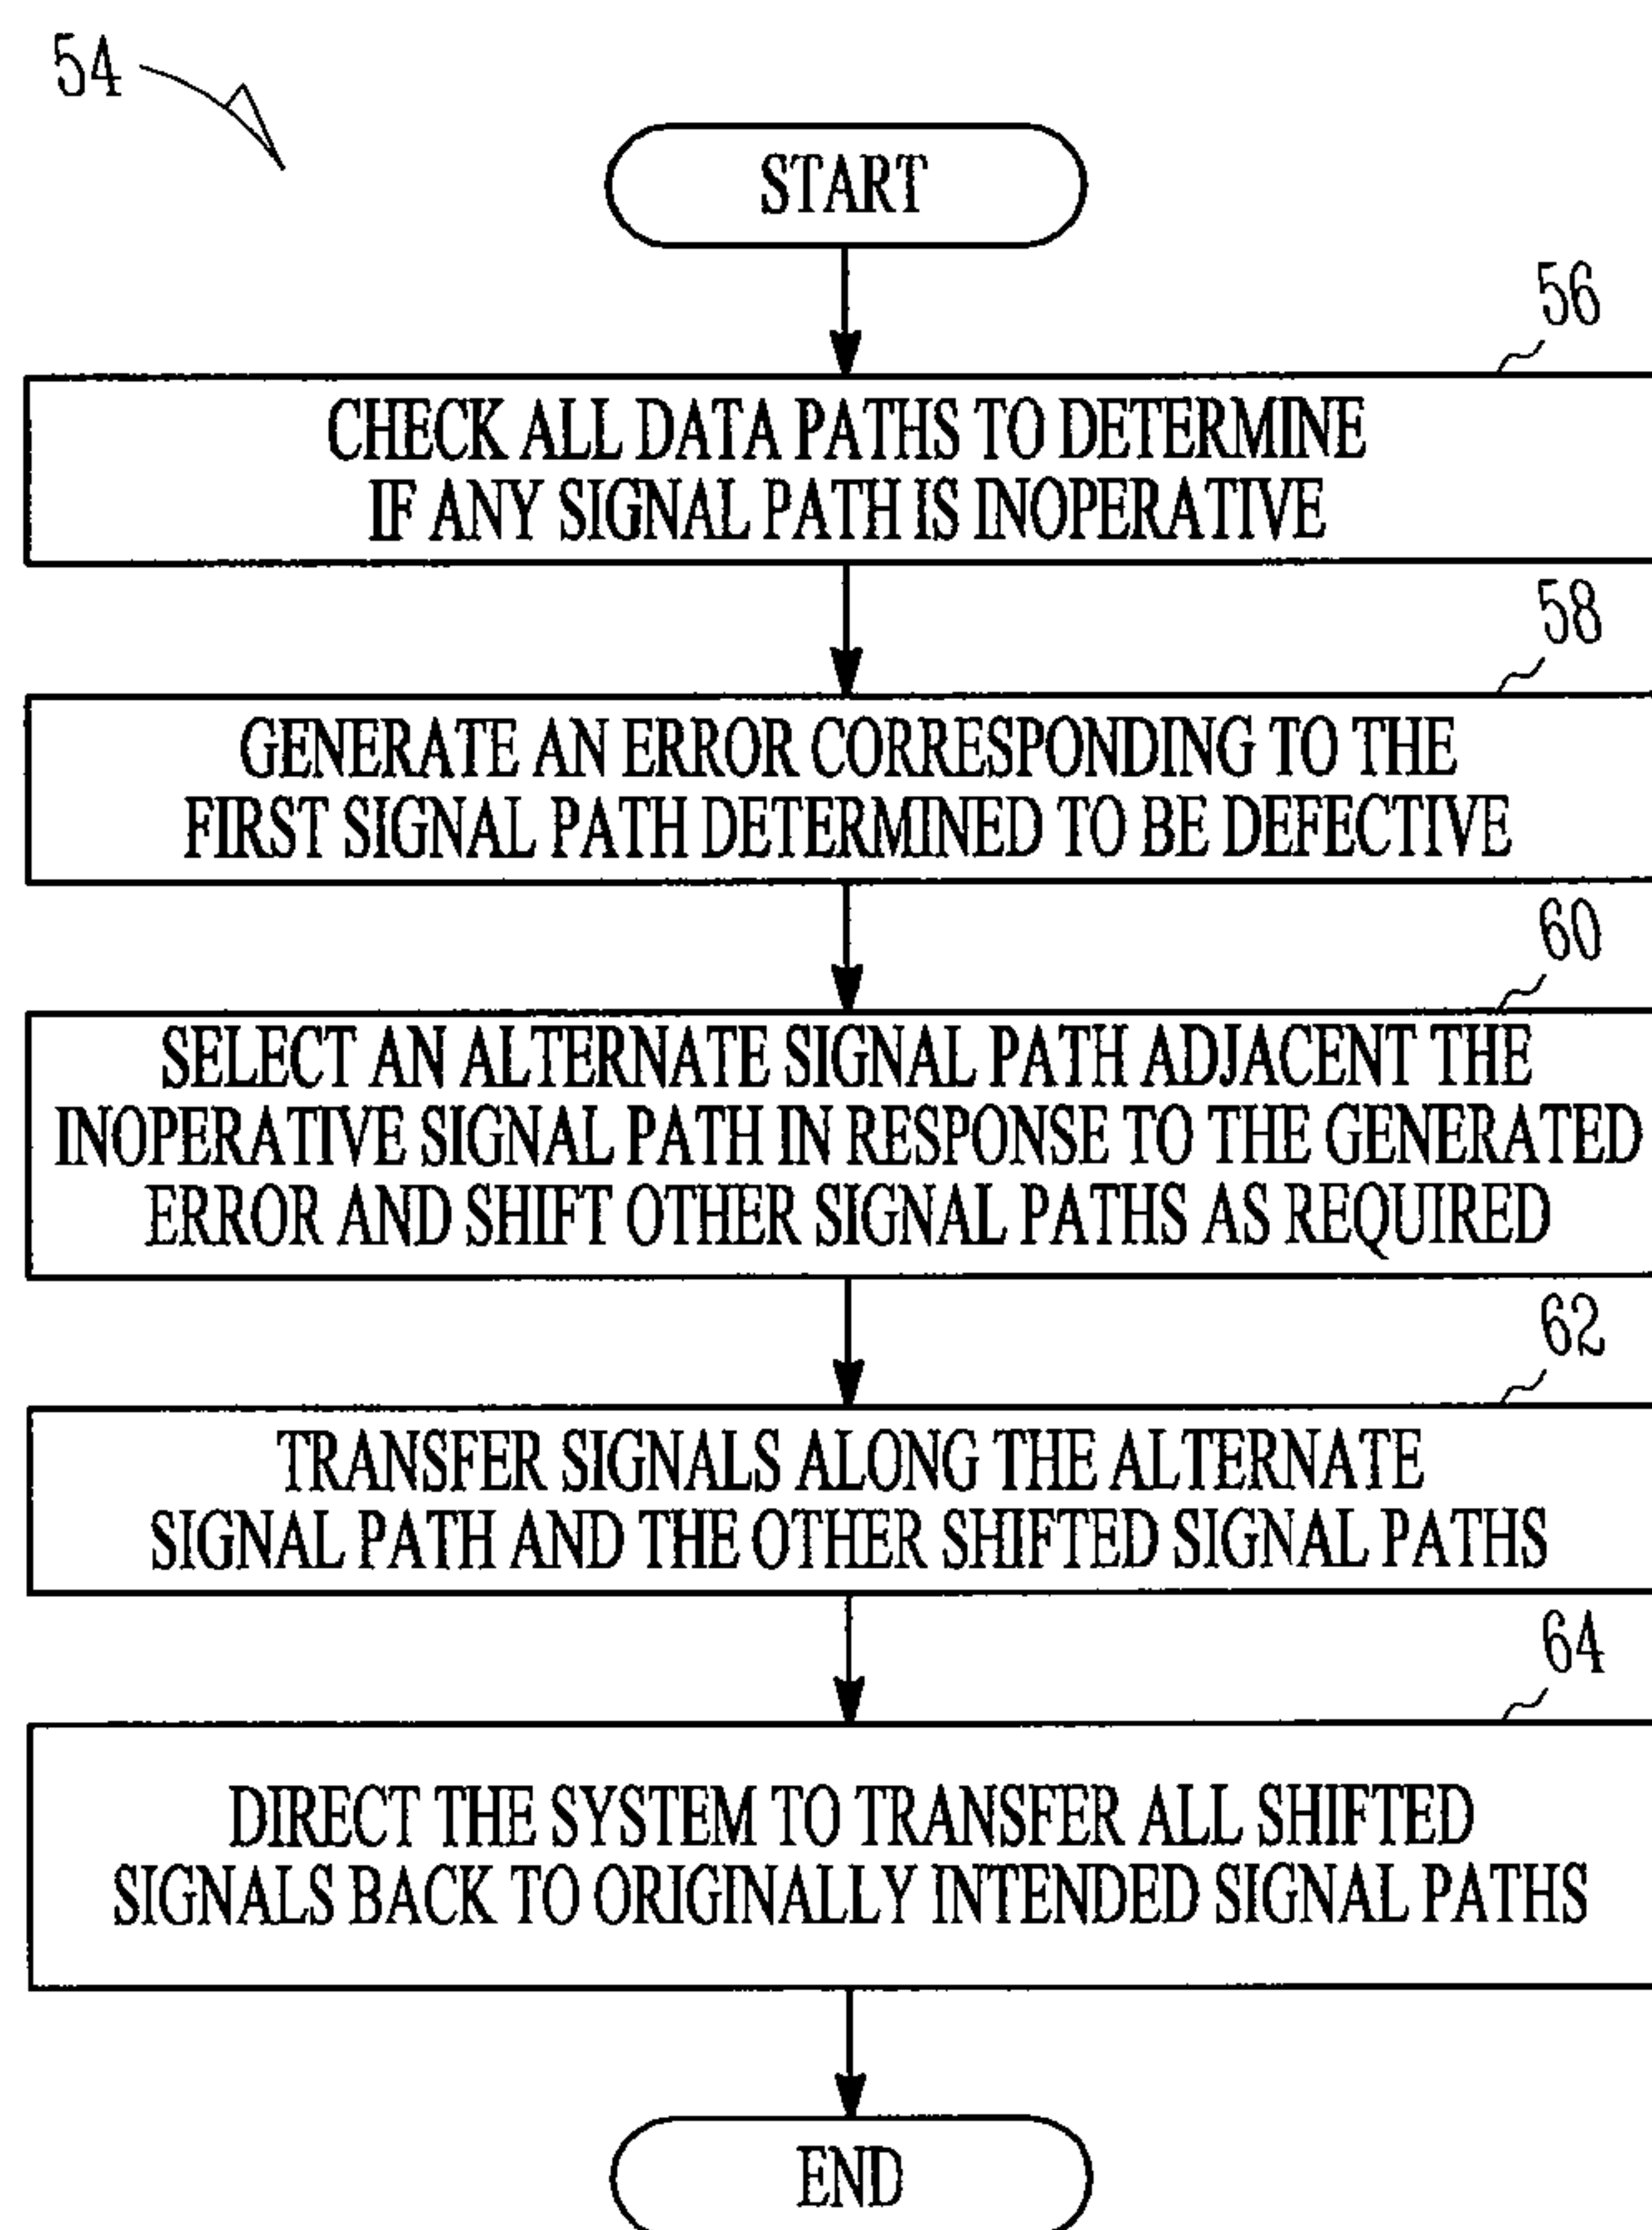 54
START
56
CHECK ALL DATA PATHS TO DETERMINE
IF ANY SIGNAL PATH IS INOPERATIVE
58
GENERATE AN ERROR CORRESPONDING TO THE
FIRST SIGNAL PATH DETERMINED TO BE DEFECTIVE
60
SELECT AN ALTERNATE SIGNAL PATH ADJACENT THE
INOPERATIVE SIGNAL PATH IN RESPONSE TO THE GENERATED
ERROR AND SHIFT OTHER SIGNAL PATHS AS REQUIRED
62
TRANSFER SIGNALS ALONG THE ALTERNATE
SIGNAL PATH AND THE OTHER SHIFTED SIGNAL PATHS
64
DIRECT THE SYSTEM TO TRANSFER ALL SHIFTED
SIGNALS BACK TO ORIGINALLY INTENDED SIGNAL PATHS
END